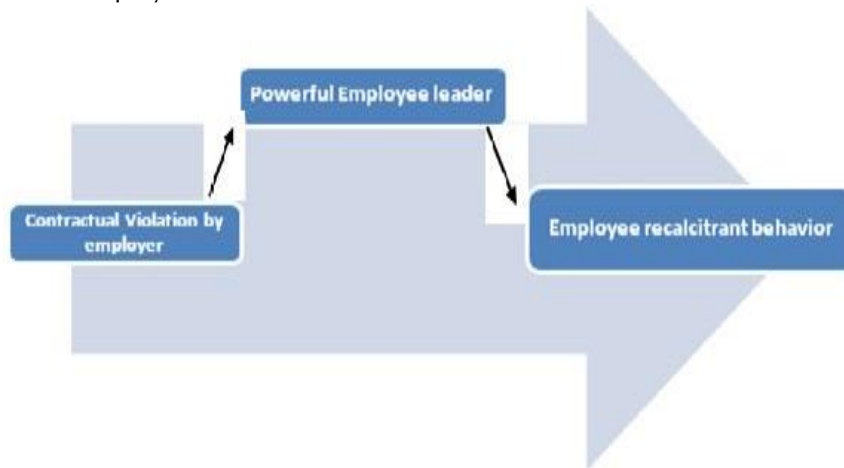 Powerful Employee leader
Contractual Violation by
employer
Employee recalcitrant behavior